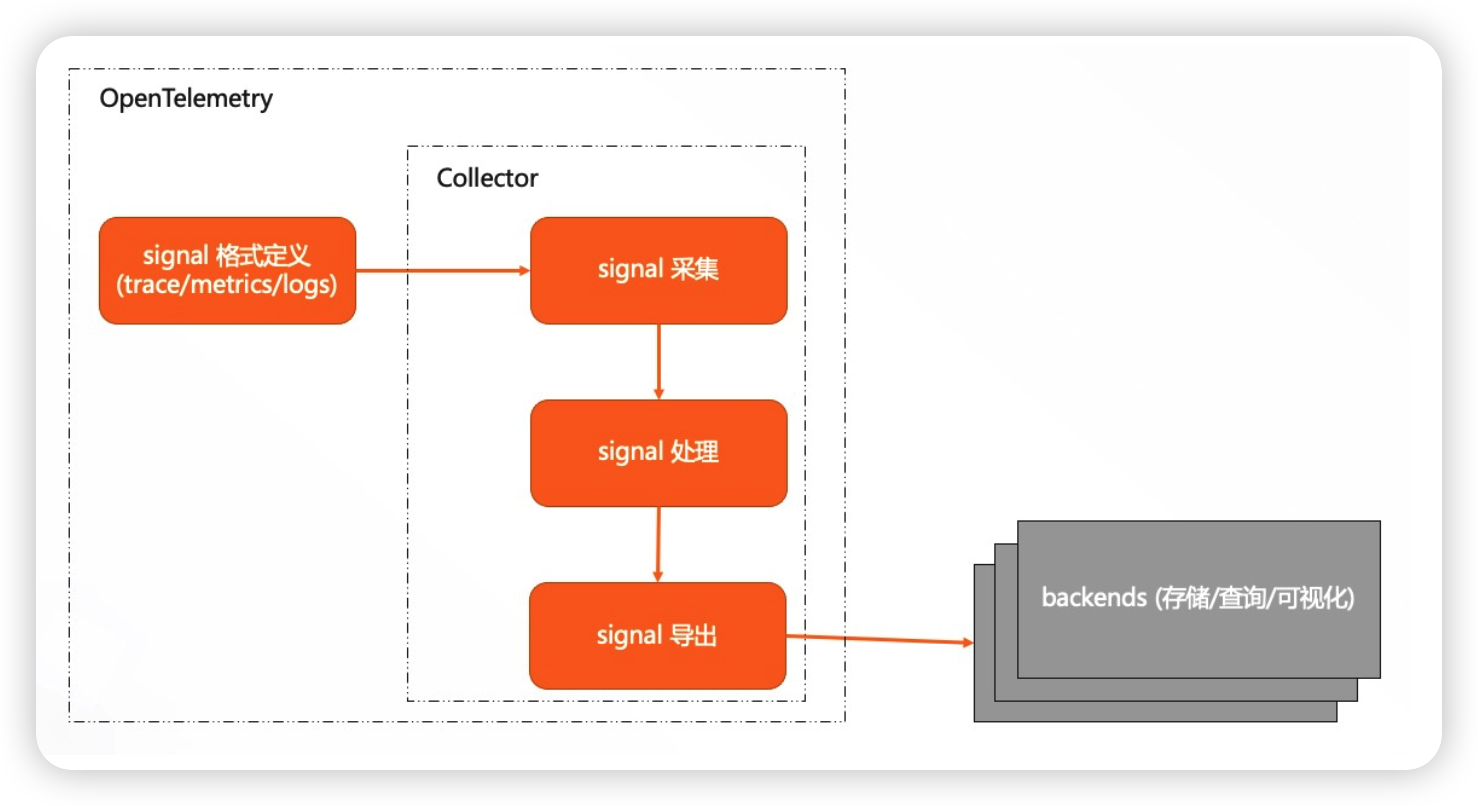 OpenTelemetry
Collector
signal 格式定义
(trace/metrics/logs)
signal 采集
signal 处理
signal 导出
backends (存储/查询/可视化)